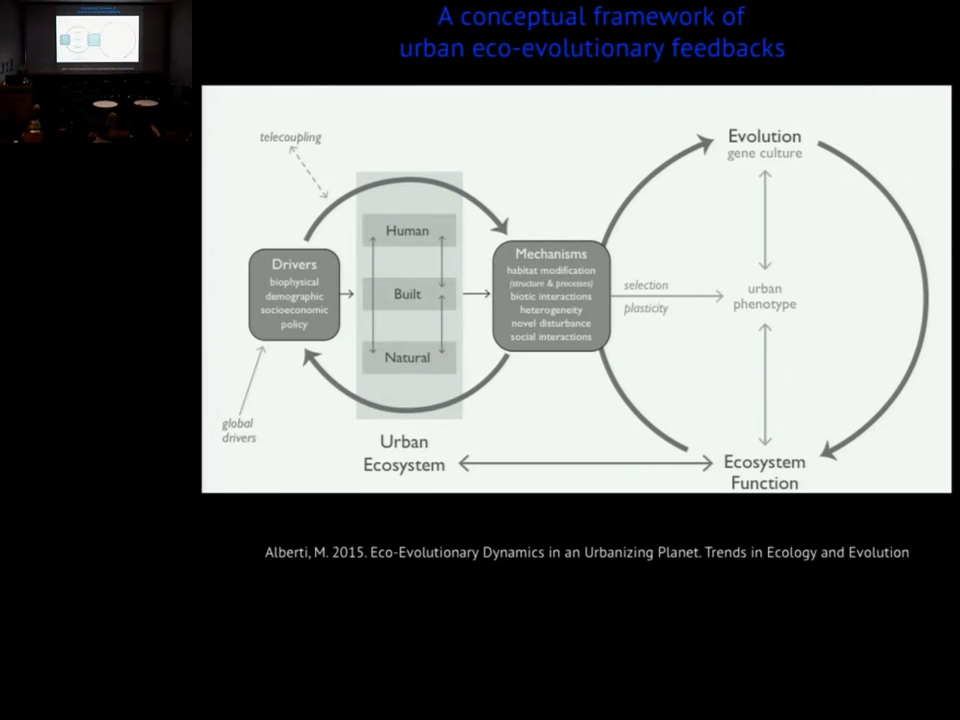 A conceptual framework of
urban eco-evolutionary feedbacks
telecoupling
Evolution
gene culture
Human
Drivers
biophysical
demographic
socioeconomic
policy
Built
Mechanisms
habitat modification
(structure & processes)
biotic interactions
heterogeneity
novel disturbance
social interactions
selection
plasticity
urban
phenotype
Natural
global
drivers
Urban
Ecosystem
Ecosystem
Function
Alberti, M. 2015. Eco-Evolutionary Dynamics in an Urbanizing Planet. Trends in Ecology and Evolution